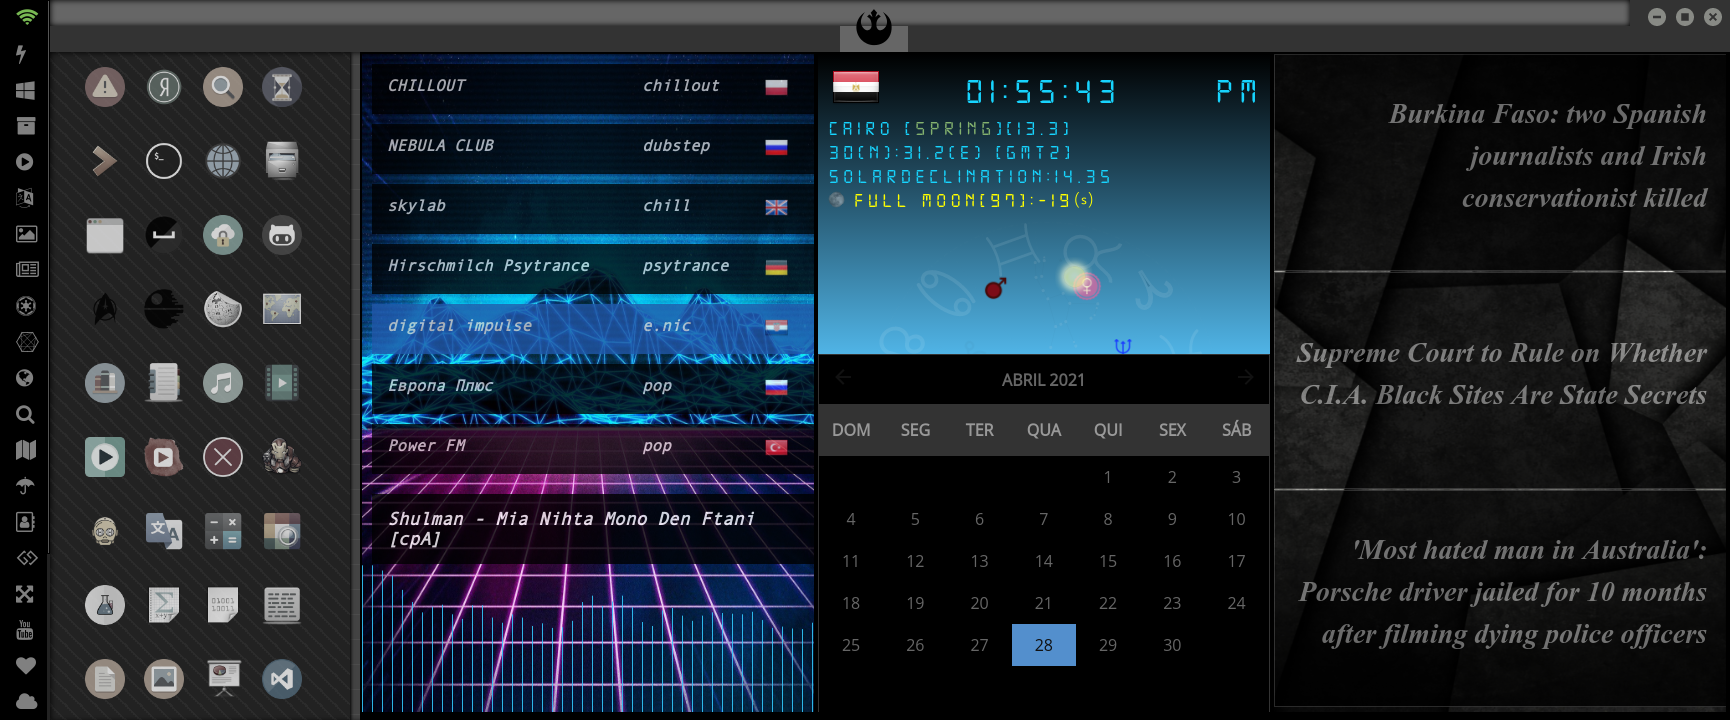 CHILLOUT chillout
NEBULA CLUB dubstep
skylab chill
Hirschmilch Psytrance psytrance
digital impulse e.nic
Европа Плюс pop
Power FM pop
Shulman - Mia Nihta Mono Den Ftani
[cpA]
01:55:43 PM
CAIRO [SPRING][13.3]
30(N):31.2(E) [GMT2]
SOLARDECLINATION:14.35
FULL MOON[97]:-19(s)
ABRIL 2021
DOM SEG TER QUA QUI SEX SÁB
1 2 3
4 5 6 7 8 9 10
11 12 13 14 15 16 17
18 19 20 21 22 23 24
25 26 27 28 29 30
Burkina Faso: two Spanish
journalists and Irish
conservationist killed
Supreme Court to Rule on Whether
C.I.A. Black Sites Are State Secrets
'Most hated man in Australia':
Porsche driver jailed for 10 months
after filming dying police officers
You
Tube